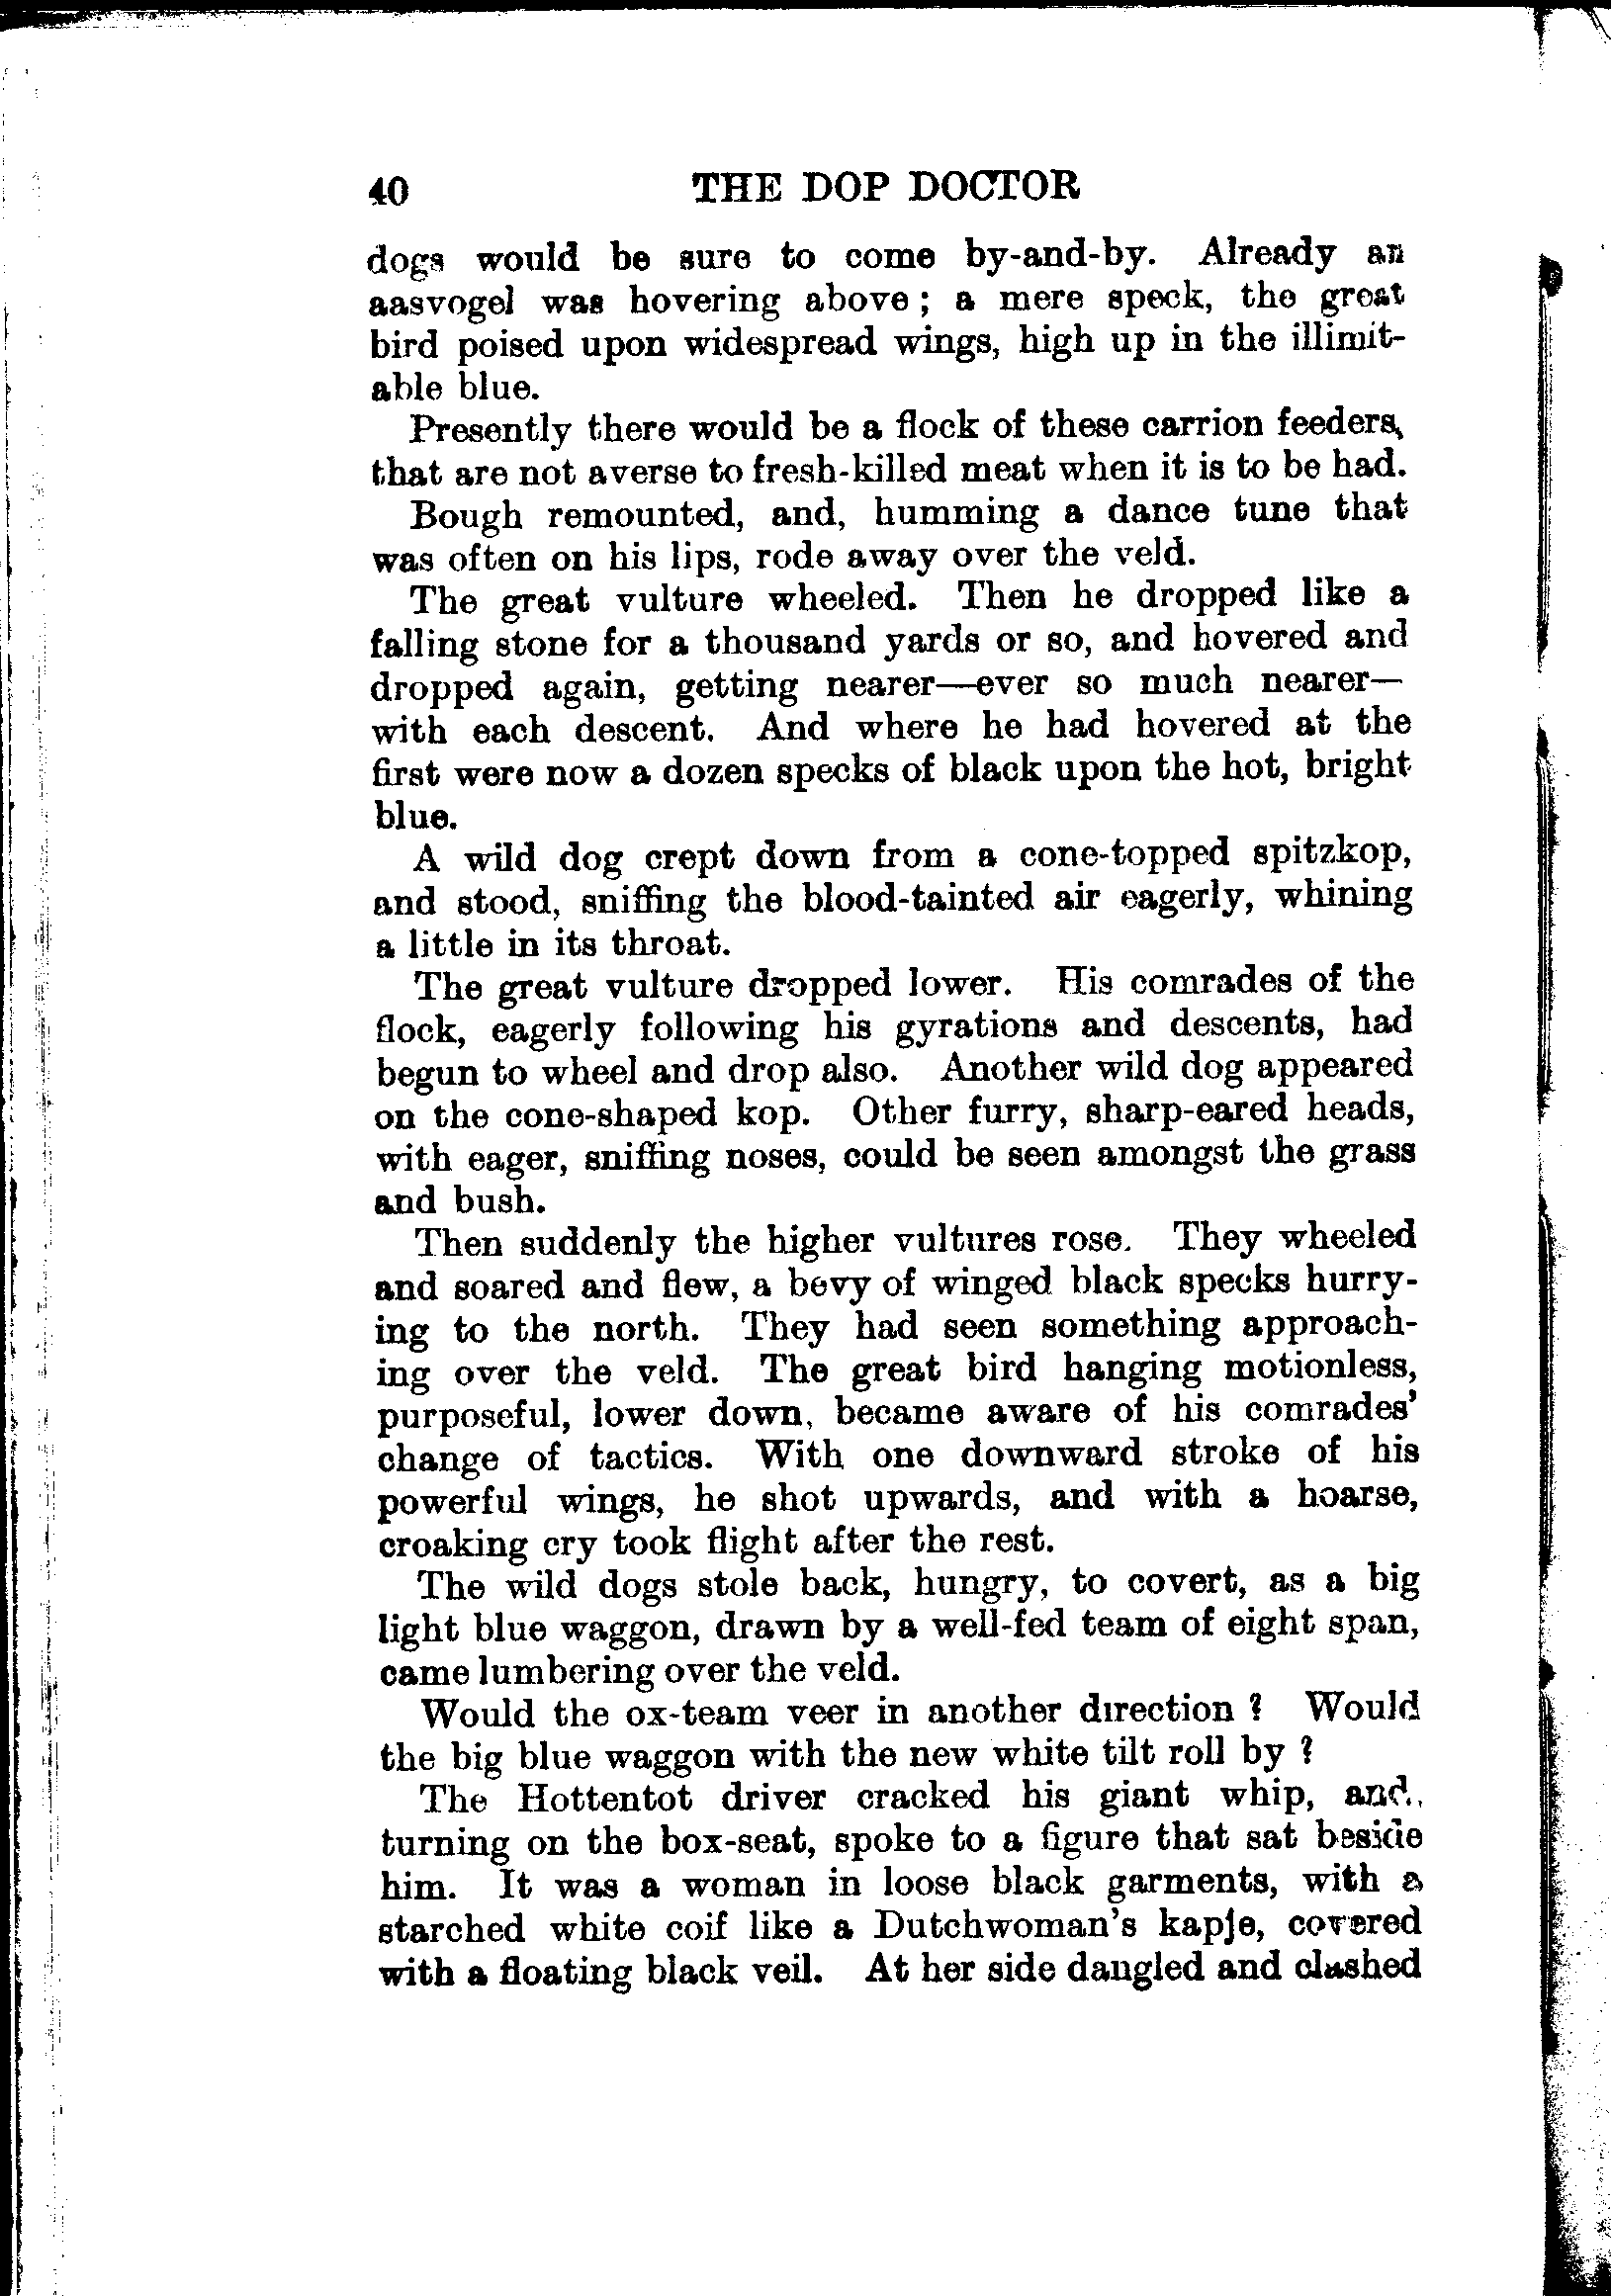 40 THE DOP DOCTOR
dogs would be sure to come by-and-by. Already an
aasvogel was hovering above ; a mere speck, the great
bird poised upon widespread wings, high up in the illimit-
able blue.
Presently there would be a flock of these carrion feeders,
that are not averse to fresh-killed meat when it is to be had.
Bough remounted, and, humming a dance tune that
was often on his lips, rode away over the veld.
The great vulture wheeled. Then he dropped like a
falling stone for a thousand yards or so, and hovered and
dropped again, getting nearer—ever so much nearer—
with each descent. And where he had hovered at the
first were now a dozen specks of black upon the hot, bright
blue.
A wild dog crept down from a cone-topped spitzkop,
and stood, sniffing the blood-tainted air eagerly, whining
a little in its throat.
The great vulture dropped lower. His comrades of the
flock, eagerly following his gyrations and descents, had
begun to wheel and drop also. Another wild dog appeared
on the cone-shaped kop. Other furry, sharp-eared heads,
with eager, sniffing noses, could be seen amongst the grass
and bush.
Then suddenly the higher vultures rose. They wheeled
and soared and flew, a bevy of winged black specks hurry-
ing to the north. They had seen something approach-
ing over the veld. The great bird hanging motionless,
purposeful, lower down, became aware of his comrades'
change of tactics. With one downward stroke of his
powerful wings, he shot upwards, and with a hoarse,
croaking cry took flight after the rest.
The wild dogs stole back, hungry, to covert, as a big
light blue waggon, drawn by a well-fed team of eight span,
came lumbering over the veld.
Would the ox-team veer in another direction ? Would
the big blue waggon with the new white tilt roll by ?
The Hottentot driver cracked his giant whip, and,
turning on the box-seat, spoke to a figure that sat beside
him. It was a woman in loose black garments, with a
starched white coif like a Dutchwoman's kapje, covered
with a floating black veil. At her side dangled and clashed